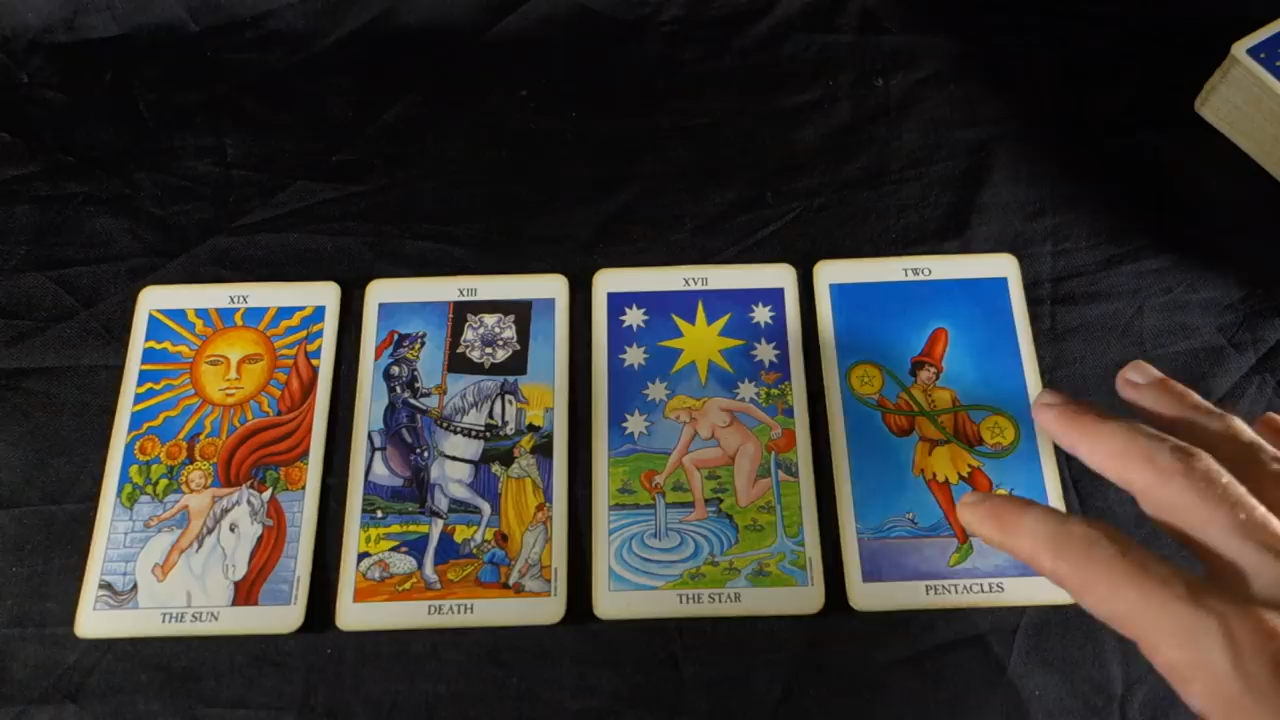 XIX
THE SUN
XIII
DEATH
XVII
THE STAR
TWO
PENTACLES